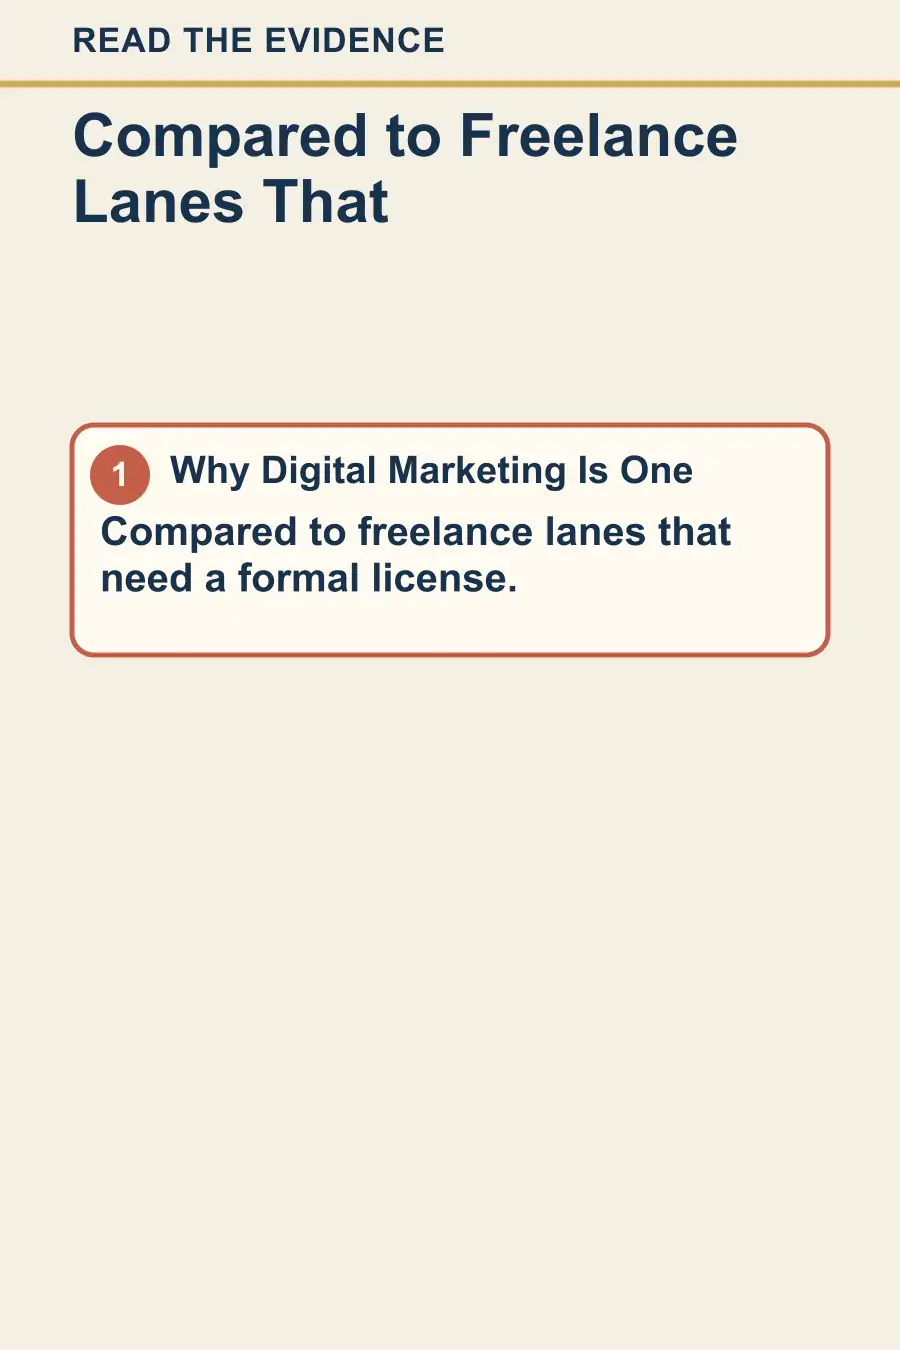 READ THE EVIDENCE
Compared to Freelance
Lanes That
1 Why Digital Marketing Is One
Compared to freelance lanes that
need a formal license.